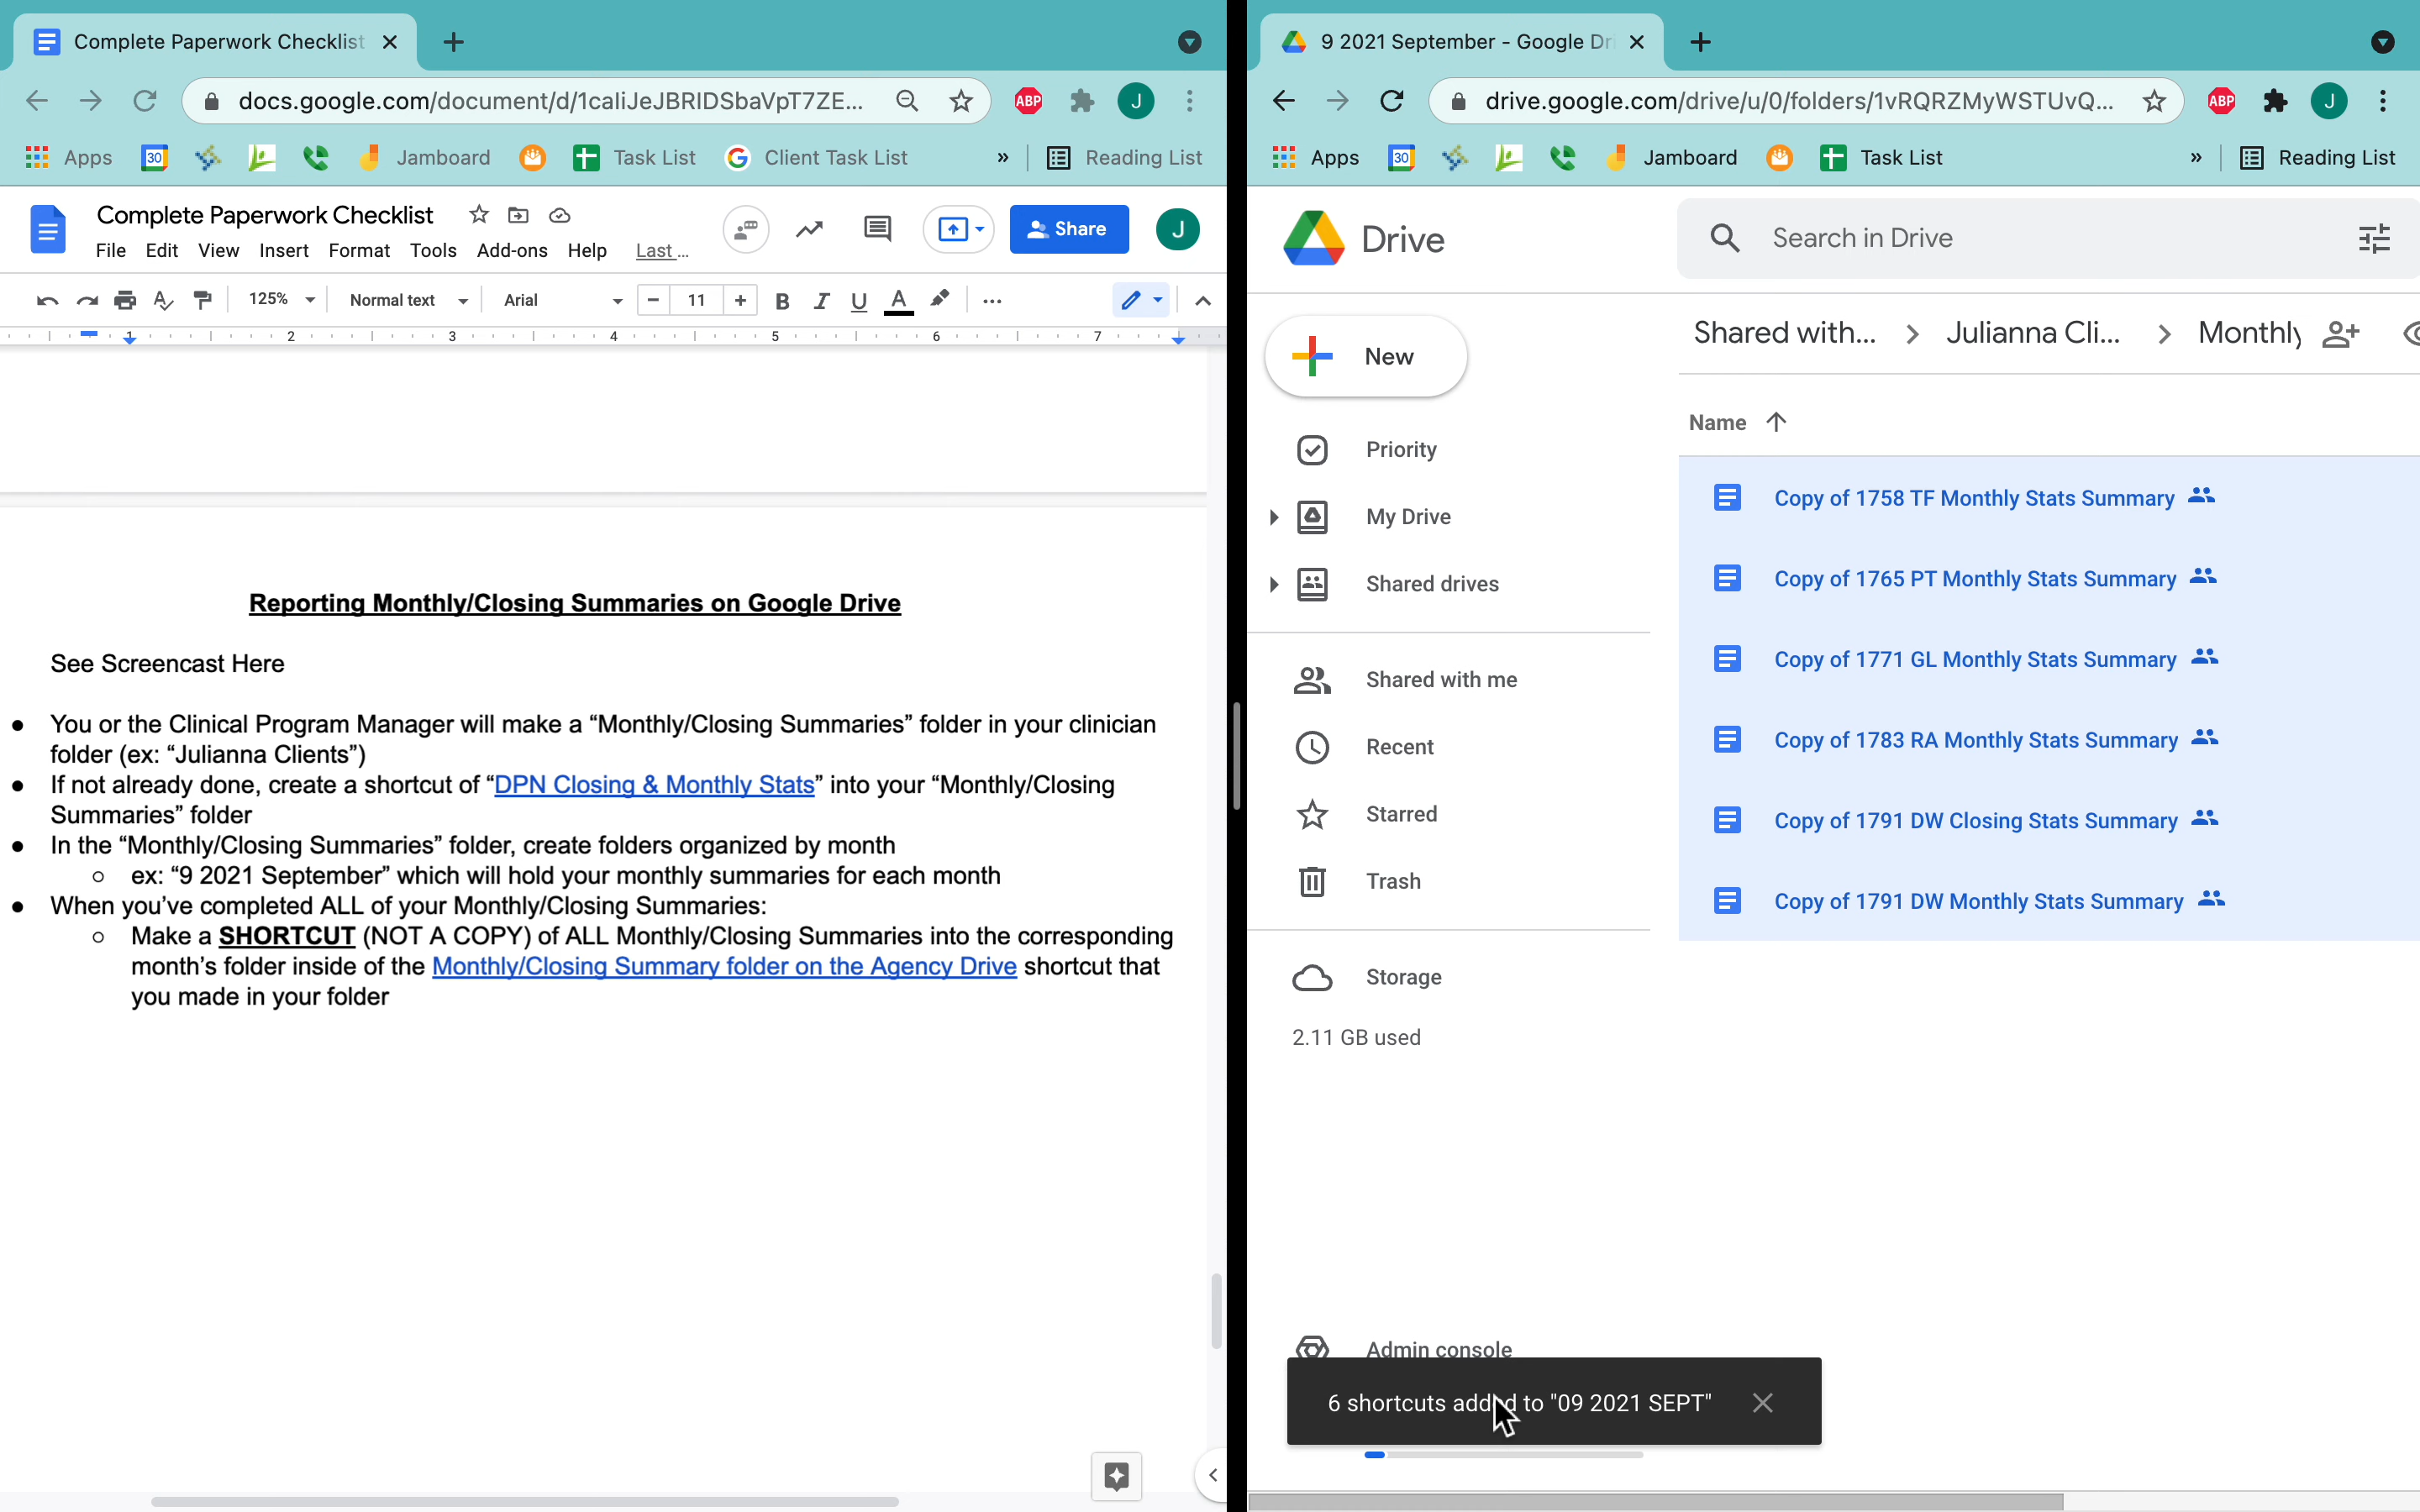 Complete Paperwork Checklist
docs.google.com/document/d/1caliJeJBRIDSbaVpT7ZE...
ABP
J
Apps
30
Jamboard
Task List
Client Task List
»
Reading List
Complete Paperwork Checklist
File Edit View Insert Format Tools Add-ons Help Last ...
Share
J
125% Normal text Arial 11 B I U A
1 2 3 4 5 6 7
Reporting Monthly/Closing Summaries on Google Drive
See Screencast Here
● You or the Clinical Program Manager will make a “Monthly/Closing Summaries” folder in your clinician
folder (ex: “Julianna Clients”)
● If not already done, create a shortcut of “DPN Closing & Monthly Stats” into your “Monthly/Closing
Summaries” folder
● In the “Monthly/Closing Summaries” folder, create folders organized by month
○ ex: “9 2021 September” which will hold your monthly summaries for each month
● When you’ve completed ALL of your Monthly/Closing Summaries:
○ Make a SHORTCUT (NOT A COPY) of ALL Monthly/Closing Summaries into the corresponding
month’s folder inside of the Monthly/Closing Summary folder on the Agency Drive shortcut that
you made in your folder
9 2021 September - Google Dri
drive.google.com/drive/u/0/folders/1vRQRZMyWSTUvQ...
ABP
J
Apps
30
Jamboard
Task List
»
Reading List
Drive
Search in Drive
New
Shared with... > Julianna Cli... > Monthly
Name
Priority
My Drive
Shared drives
Shared with me
Recent
Starred
Trash
Storage
2.11 GB used
Admin console
Copy of 1758 TF Monthly Stats Summary
Copy of 1765 PT Monthly Stats Summary
Copy of 1771 GL Monthly Stats Summary
Copy of 1783 RA Monthly Stats Summary
Copy of 1791 DW Closing Stats Summary
Copy of 1791 DW Monthly Stats Summary
6 shortcuts added to "09 2021 SEPT"